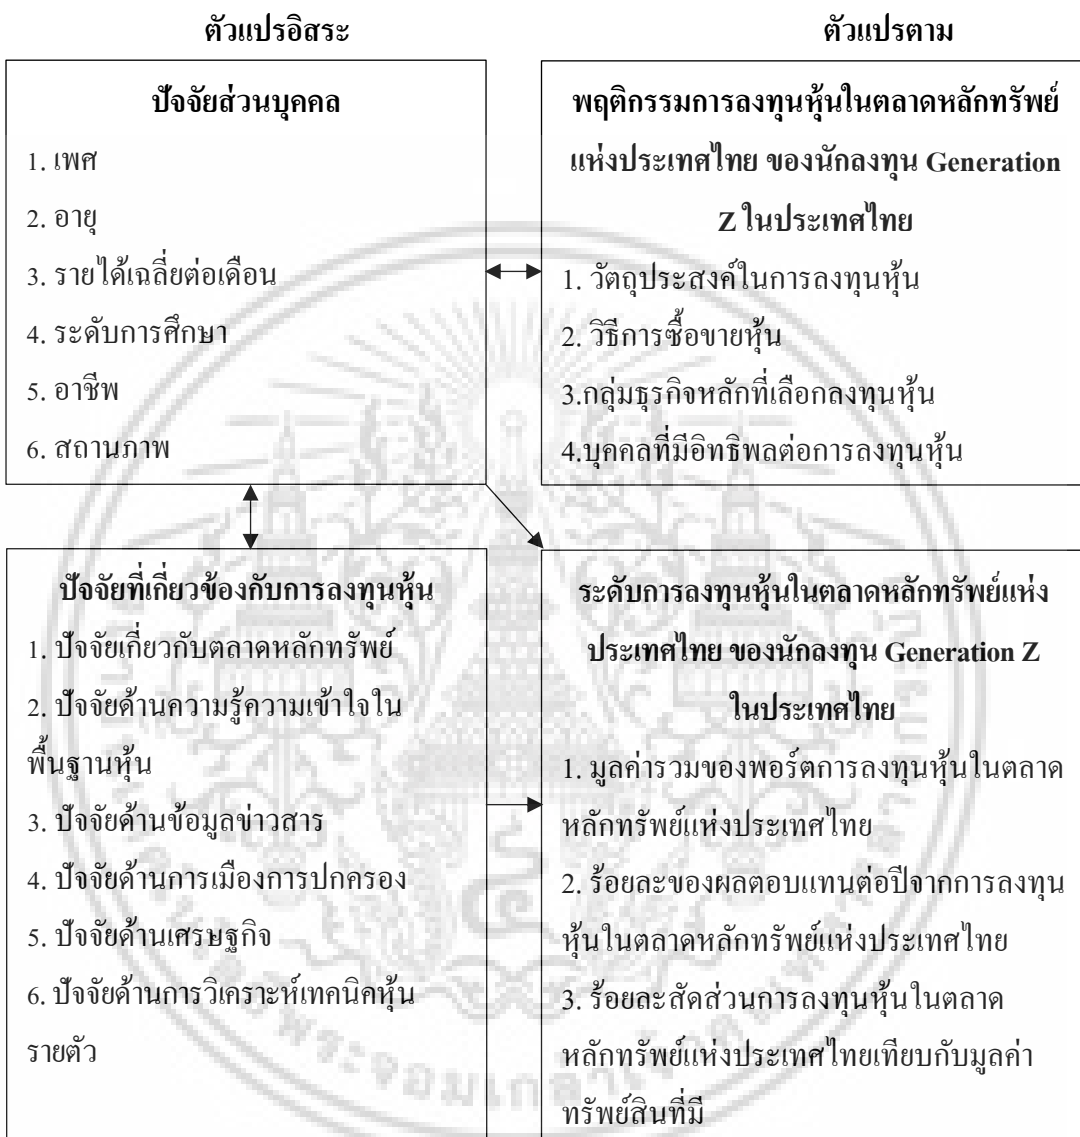 ตัวแปรอิสระ
ตัวแปรตาม
ปัจจัยส่วนบุคคล
1. เพศ
2. อายุ
3. รายได้เฉลี่ยต่อเดือน
4. ระดับการศึกษา
5. อาชีพ
6. สถานภาพ
พฤติกรรมการลงทุนหุ้นในตลาดหลักทรัพย์
แห่งประเทศไทย ของนักลงทุน Generation
Z ในประเทศไทย
1. วัตถุประสงค์ในการลงทุนหุ้น
2. วิธีการซื้อขายหุ้น
3.กลุ่มธุรกิจหลักที่เลือกลงทุนหุ้น
4.บุคคลที่มีอิทธิพลต่อการลงทุนหุ้น
ปัจจัยที่เกี่ยวข้องกับการลงทุนหุ้น
1. ปัจจัยเกี่ยวกับตลาดหลักทรัพย์
2. ปัจจัยด้านความรู้ความเข้าใจใน
พื้นฐานหุ้น
3. ปัจจัยด้านข้อมูลข่าวสาร
4. ปัจจัยด้านการเมืองการปกครอง
5. ปัจจัยด้านเศรษฐกิจ
6. ปัจจัยด้านการวิเคราะห์เทคนิคหุ้น
รายตัว
ระดับการลงทุนหุ้นในตลาดหลักทรัพย์แห่ง
ประเทศไทย ของนักลงทุน Generation Z
ในประเทศไทย
1. มูลค่ารวมของพอร์ตการลงทุนหุ้นในตลาด
หลักทรัพย์แห่งประเทศไทย
2. ร้อยละของผลตอบแทนต่อปีจากการลงทุน
หุ้นในตลาดหลักทรัพย์แห่งประเทศไทย
3. ร้อยละสัดส่วนการลงทุนหุ้นในตลาด
หลักทรัพย์แห่งประเทศไทยเทียบกับมูลค่า
ทรัพย์สินที่มี